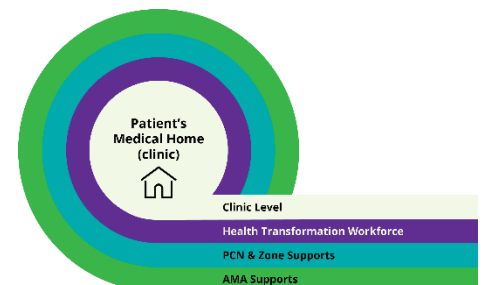 Patient's
Medical Home
(clinic)
Clinic Level
Health Transformation Workforce
PCN & Zone Supports
AMA Supports